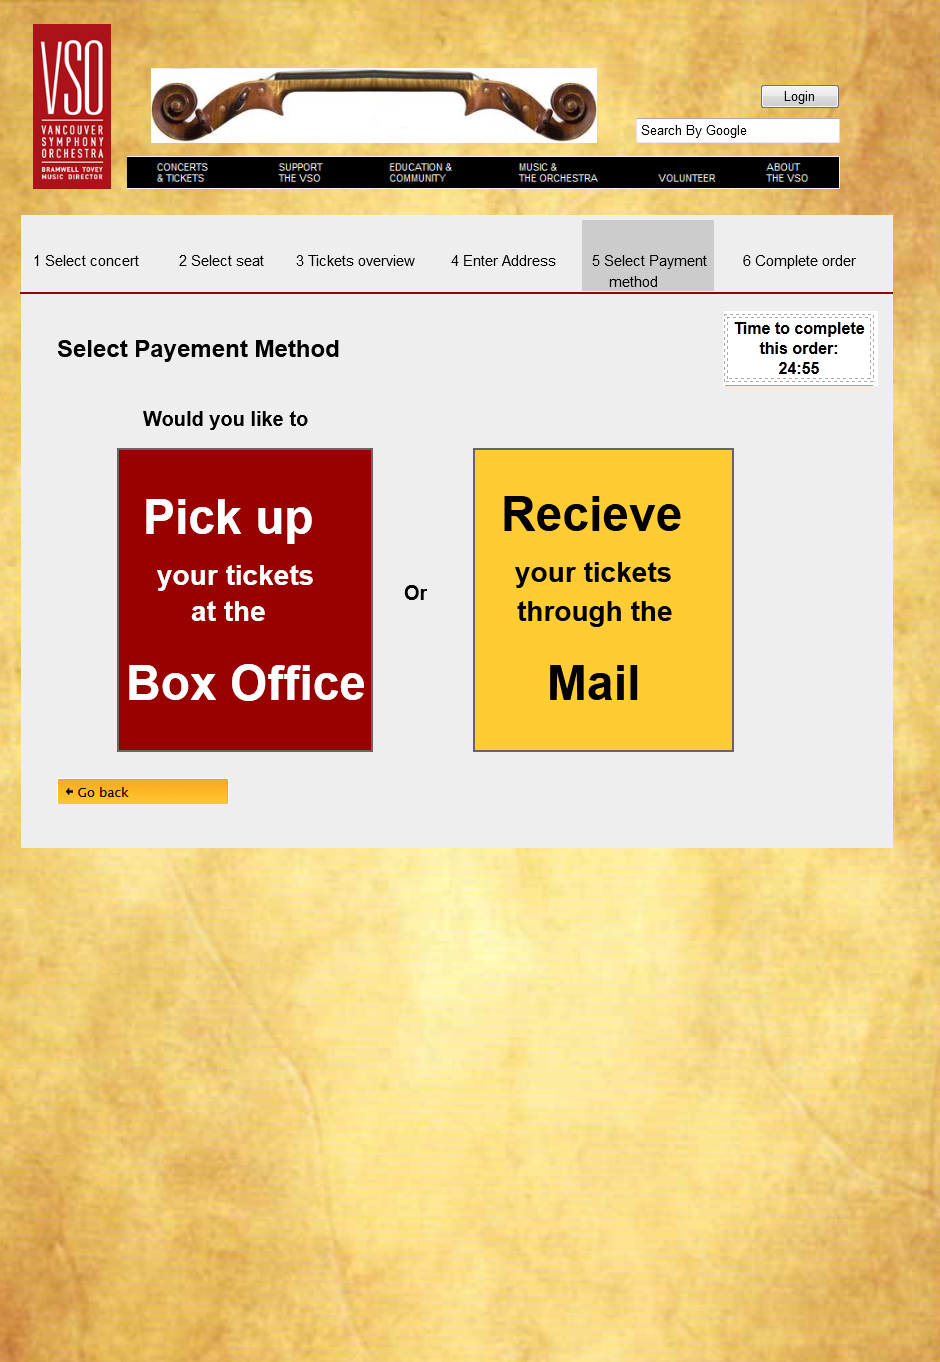 VSO
VANCOUVER
SYMPHONY
ORCHESTRA
BRAMWELL TOVEY
MUSIC DIRECTOR
Login
Search By Google
CONCERTS
& TICKETS
SUPPORT
THE VSO
EDUCATION &
COMMUNITY
MUSIC &
THE ORCHESTRA
VOLUNTEER
ABOUT
THE VSO
1 Select concert
2 Select seat
3 Tickets overview
4 Enter Address
5 Select Payment
method
6 Complete order
Time to complete
this order:
24:55
Select Payement Method
Would you like to
Pick up
your tickets
at the
Box Office
Or
Recieve
your tickets
through the
Mail
Go back